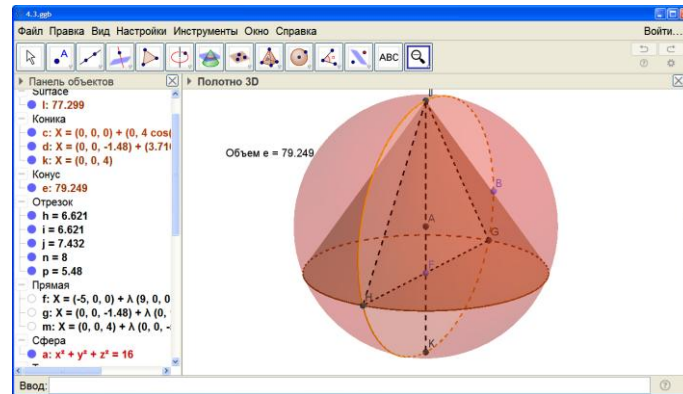 4.3.ggb
Файл Правка Вид Настройки Инструменты Окно Справка
Войти...
ABC
Панель объектов
Полотно 3D
Surface
l: 77.299
Коника
c: X = (0, 0, 0) + (0, 4 cos(
d: X = (0, 0, -1.48) + (3.71
k: X = (0, 0, 4)
Конус
e: 79.249
Отрезок
h = 6.621
i = 6.621
j = 7.432
n = 8
p = 5.48
Прямая
f: X = (-5, 0, 0) + λ (9, 0, 0
g: X = (0, 0, -1.48) + λ (0,
m: X = (0, 0, 4) + λ (0, 0, -
Сфера
a: x² + y² + z² = 16
Объем e = 79.249
B
A
G
H
K
Ввод: